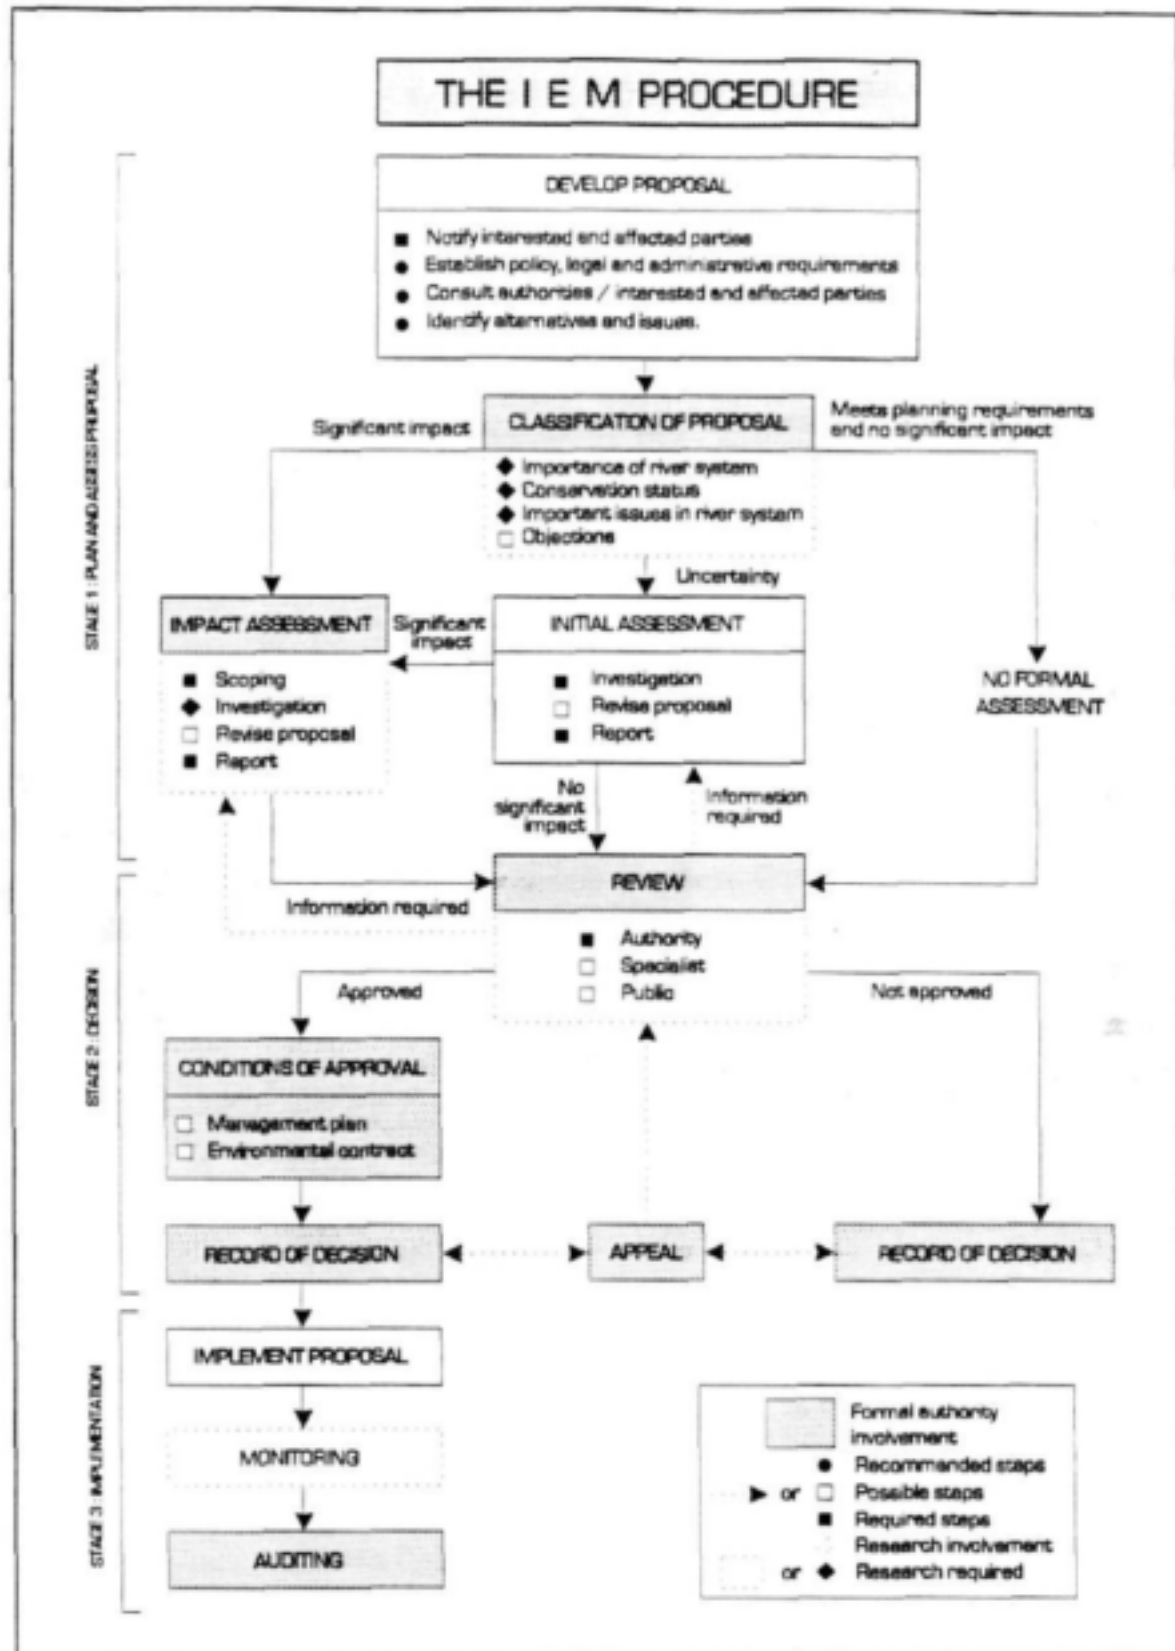 THE I E M PROCEDURE
DEVELOP PROPOSAL
■ Notify interested and affected parties
● Establish policy, legal and administrative requirements
● Consult authorities / interested and affected parties
● Identify alternatives and issues.
STAGE 1 : PLAN AND ASSESS PROPOSAL
Significant impact
CLASSIFICATION OF PROPOSAL
Meets planning requirements
and no significant impact
◆ Importance of river system
◆ Conservation status
◆ Important issues in river system
□ Objections
Uncertainty
IMPACT ASSESSMENT
■ Scoping
◆ Investigation
□ Revise proposal
■ Report
Significant
impact
INITIAL ASSESSMENT
■ Investigation
□ Revise proposal
■ Report
NO FORMAL
ASSESSMENT
No
significant
impact
Information
required
STAGE 2 : DECISION
REVIEW
Information required
■ Authority
□ Specialist
□ Public
Approved
Not approved
CONDITIONS OF APPROVAL
□ Management plan
□ Environmental contract
RECORD OF DECISION
APPEAL
RECORD OF DECISION
STAGE 3 : IMPLEMENTATION
IMPLEMENT PROPOSAL
MONITORING
AUDITING
Formal authority
involvement
● Recommended steps
or □ Possible steps
■ Required steps
Research involvement
or ◆ Research required